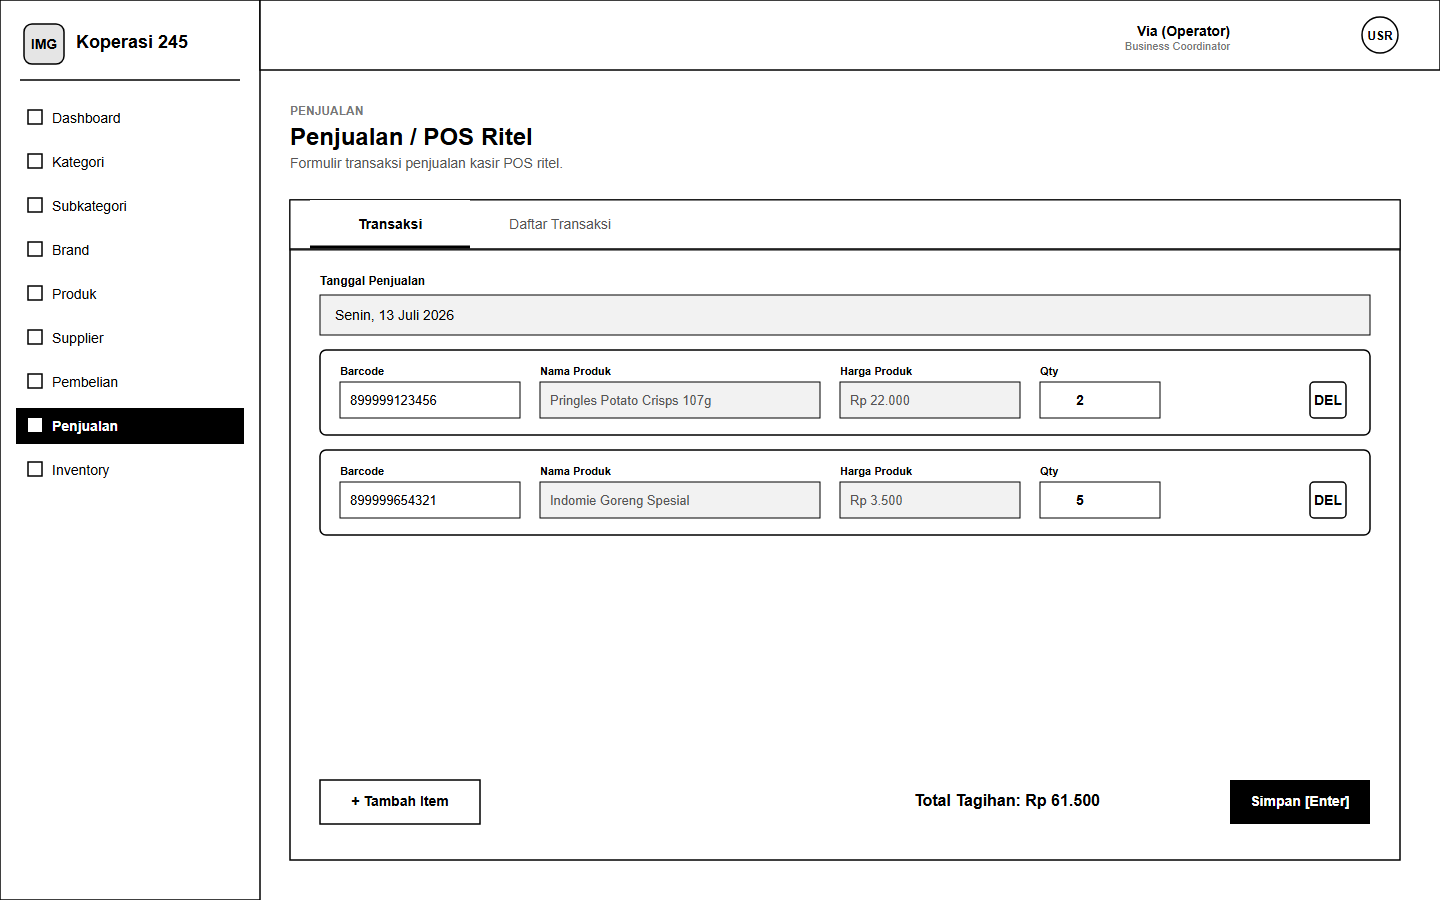 IMG
Koperasi 245
Dashboard
Kategori
Subkategori
Brand
Produk
Supplier
Pembelian
Penjualan
Inventory
Via (Operator)
Business Coordinator
USR
PENJUALAN
Penjualan / POS Ritel
Formulir transaksi penjualan kasir POS ritel.
Transaksi
Daftar Transaksi
Tanggal Penjualan
Senin, 13 Juli 2026
Barcode Nama Produk Harga Produk Qty
899999123456 Pringles Potato Crisps 107g Rp 22.000 2 DEL
Barcode Nama Produk Harga Produk Qty
899999654321 Indomie Goreng Spesial Rp 3.500 5 DEL
+ Tambah Item
Total Tagihan: Rp 61.500
Simpan [Enter]